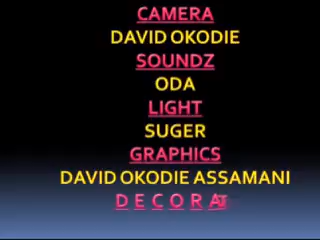 CAMERA
DAVID OKODIE
SOUNDZ
ODA
LIGHT
SUGER
GRAPHICS
DAVID OKODIE ASSAMANI
D E C O R A